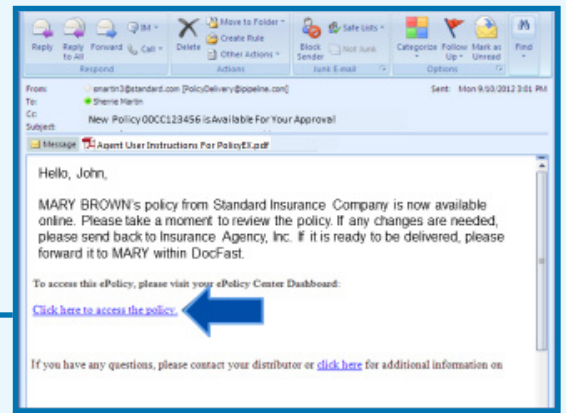 IM
Move to Folder
Create Rule
Other Actions
Safe Lists
Not Junk
Reply Reply to All Forward Call Delete Block Sender Categorize Follow Up Mark as Unread Find
Respond Actions Junk E-mail Options
From: smartin3@standard.com [PolicyDelivery@ipipeline.com] Sent: Mon 9/10/2012 3:01 PM
To: Sherrie Martin
Cc:
Subject: New Policy 00CC123456 is Available For Your Approval
Message Agent User Instructions For PolicyEX.pdf
Hello, John,
MARY BROWN's policy from Standard Insurance Company is now available
online. Please take a moment to review the policy. If any changes are needed,
please send back to Insurance Agency, Inc. If it is ready to be delivered, please
forward it to MARY within DocFast.
To access this ePolicy, please visit your ePolicy Center Dashboard:
Click here to access the policy.
If you have any questions, please contact your distributor or click here for additional information on